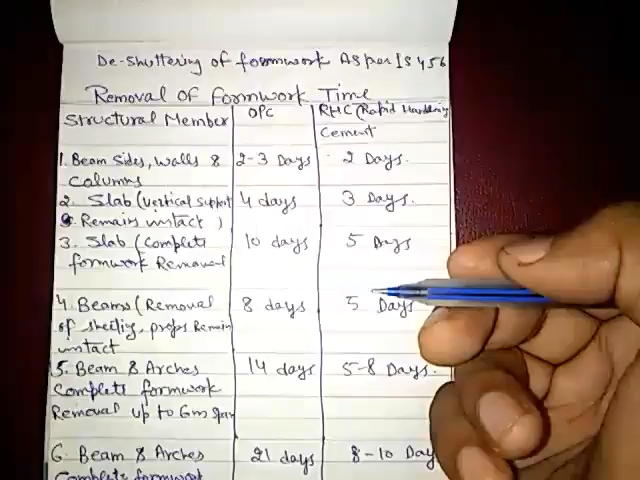 De-shuttering of formwork As per IS 456
Removal of formwork Time
Structural Member OPC RHC (Rapid Hardening
cement
1. Beam sides, walls & 2-3 Days 2 Days.
columns
2. Slab (vertical support 4 days 3 Days.
Remains intact)
3. Slab (Complete 10 days 5 Days
formwork Removal
4. Beams (Removal 8 days 5 Days
of sheeting, props Remain
intact
5. Beam & Arches 14 days 5-8 Days.
Complete formwork
Removal up to 6m span
6. Beam & Arches 21 days 8-10 Day
Complete formwork